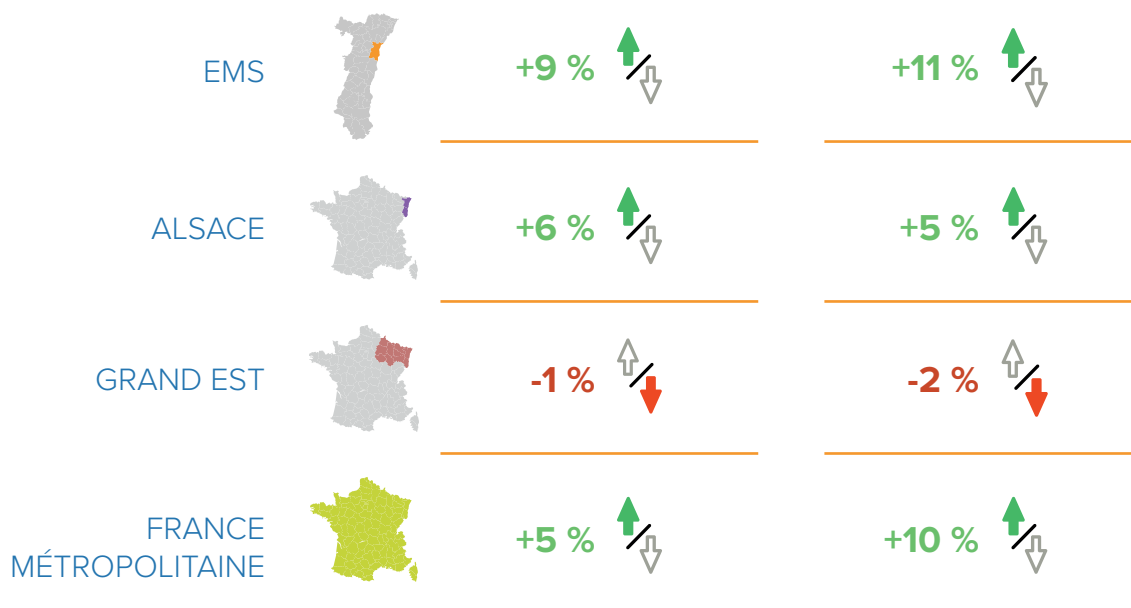 EMS +9 % +11 %
ALSACE +6 % +5 %
GRAND EST -1 % -2 %
FRANCE
MÉTROPOLITAINE +5 % +10 %